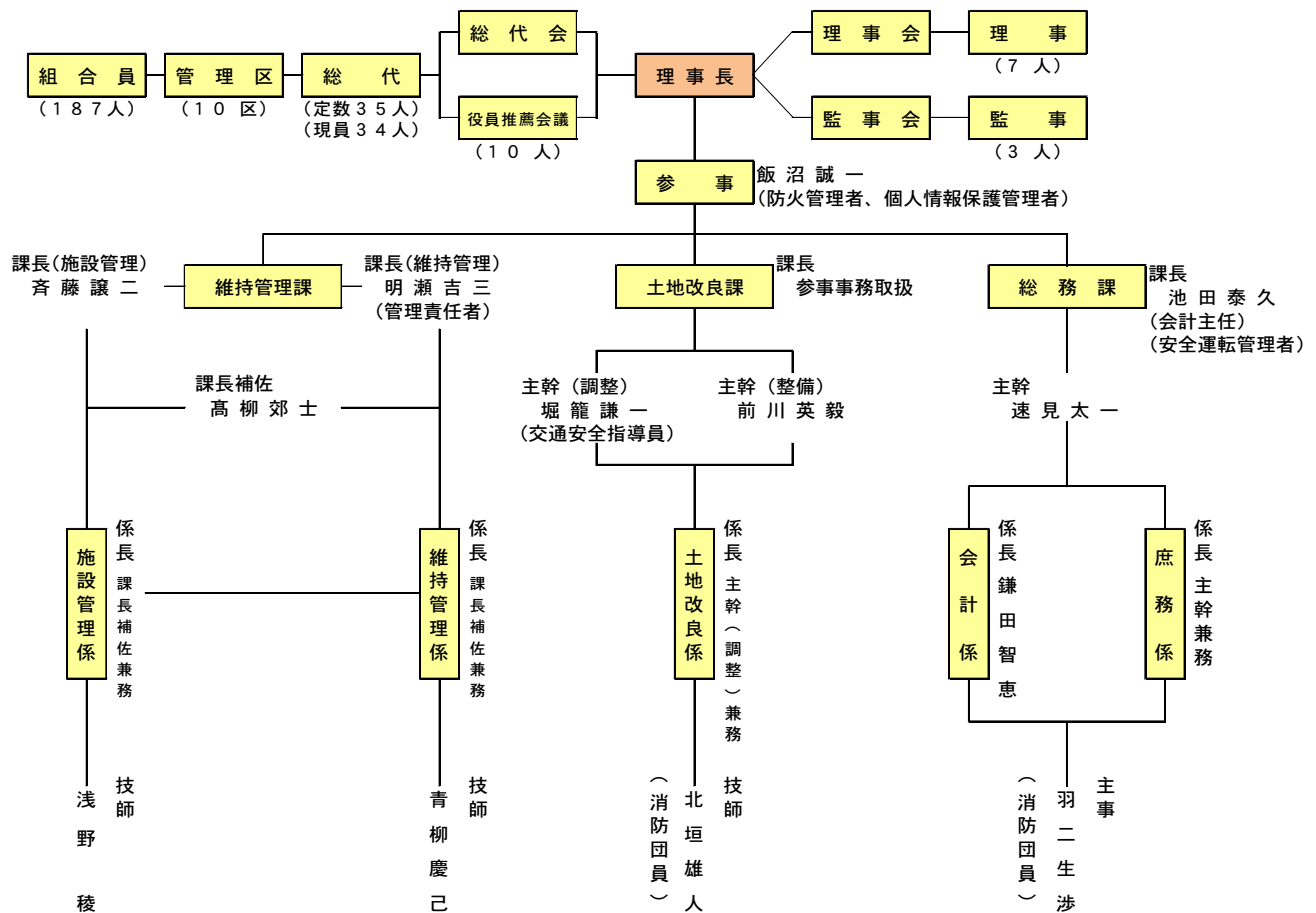 組合員
(187人)
管理区
(10区)
総代
(定数35人)
(現員34人)
総代会
役員推薦会議
(10人)
理事長
理事会
理事
(7人)
監事会
監事
(3人)
参事
飯沼誠一
(防火管理者、個人情報保護管理者)
課長(施設管理)
斉藤譲二
維持管理課
課長(維持管理)
明瀬吉三
(管理責任者)
土地改良課
課長
参事事務取扱
総務課
課長
池田泰久
(会計主任)
(安全運転管理者)
課長補佐
髙柳郊士
主幹(調整)
堀籠謙一
(交通安全指導員)
主幹(整備)
前川英毅
主幹
速見太一
施設管理係
係長 課長補佐兼務
維持管理係
係長 課長補佐兼務
土地改良係
係長 主幹(調整)兼務
会計係
係長 鎌田智恵
庶務係
係長 主幹兼務
技師
浅野稜
技師
青柳慶己
技師
北垣雄人
(消防団員)
主事
羽二生渉
(消防団員)